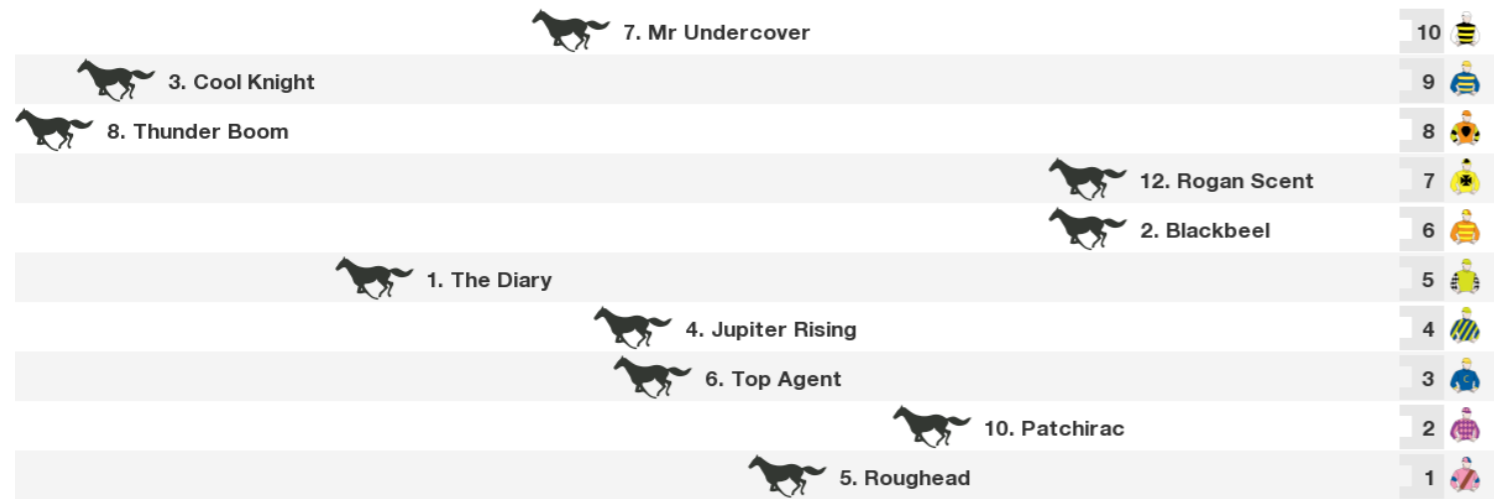 7. Mr Undercover 10
3. Cool Knight 9
8. Thunder Boom 8
12. Rogan Scent 7
2. Blackbeel 6
1. The Diary 5
4. Jupiter Rising 4
6. Top Agent 3
10. Patchirac 2
5. Roughead 1